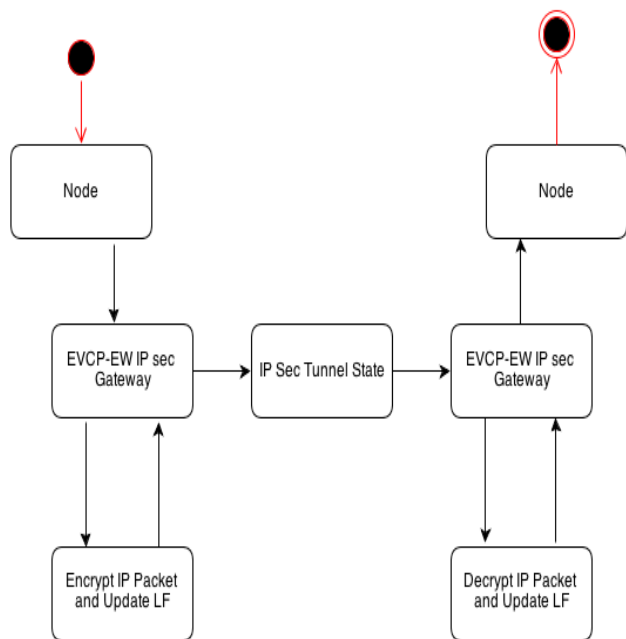 Node
Node
EVCP-EW IP sec
Gateway
IP Sec Tunnel State
EVCP-EW IP sec
Gateway
Encrypt IP Packet
and Update LF
Decrypt IP Packet
and Update LF